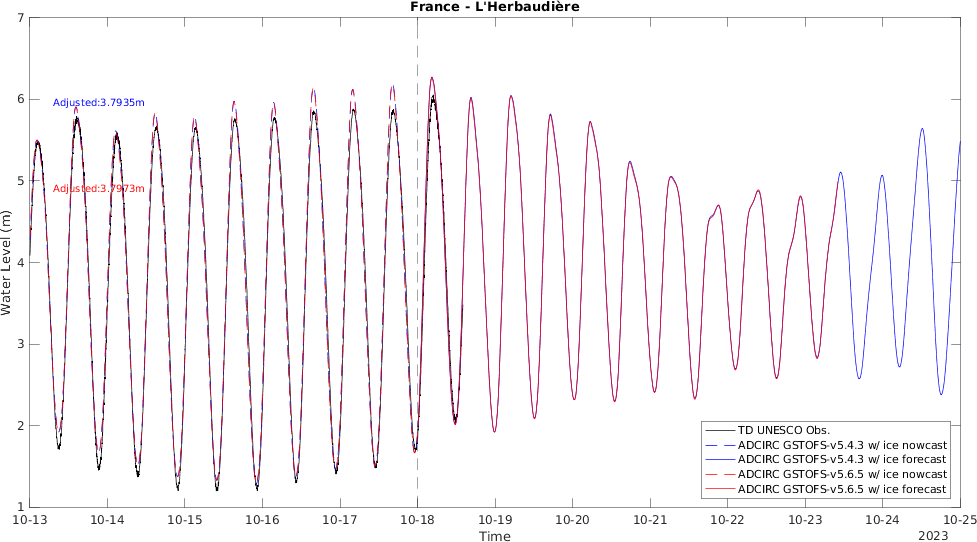 France - L'Herbaudière
7
6
5
4
3
2
1
Water Level (m)
Adjusted:3.7935m
Adjusted:3.7973m
TD UNESCO Obs.
ADCIRC GSTOFS-v5.4.3 w/ ice nowcast
ADCIRC GSTOFS-v5.4.3 w/ ice forecast
ADCIRC GSTOFS-v5.6.5 w/ ice nowcast
ADCIRC GSTOFS-v5.6.5 w/ ice forecast
10-13 10-14 10-15 10-16 10-17 10-18 10-19 10-20 10-21 10-22 10-23 10-24 10-25
Time
2023